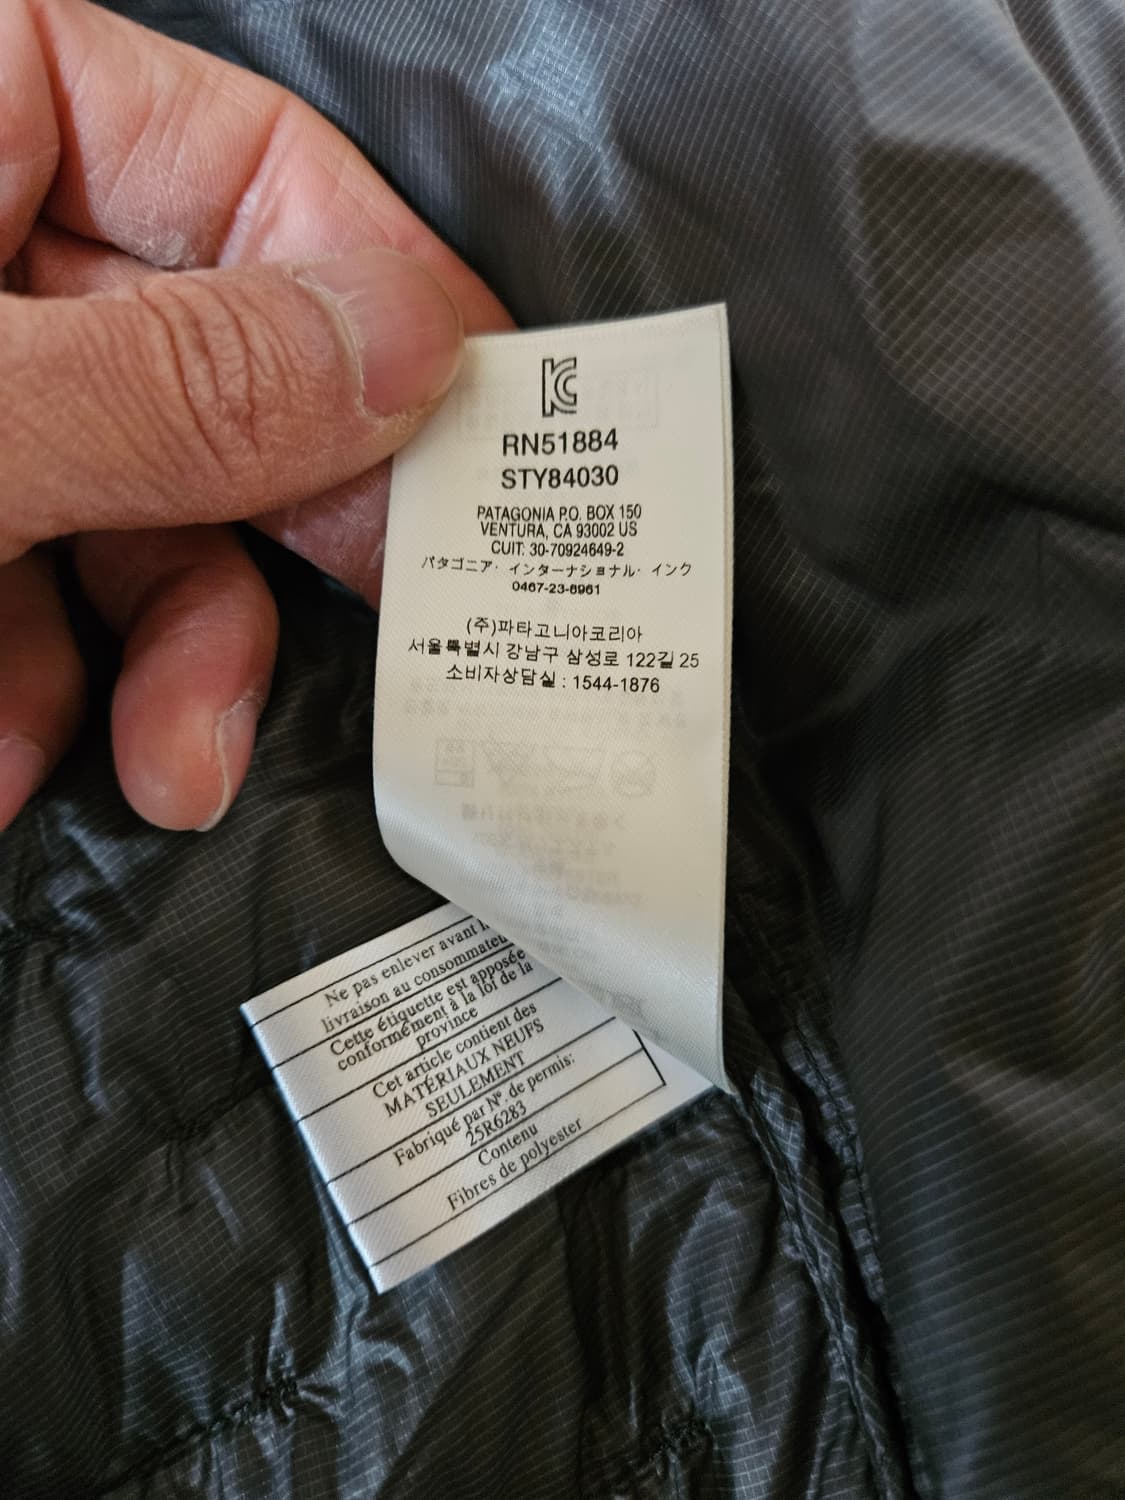 KC
RN51884
STY84030
PATAGONIA P.O. BOX 150
VENTURA, CA 93002 US
CUIT: 30-70924649-2
パタゴニア・インターナショナル・インク
0467-23-8961
(주)파타고니아코리아
서울특별시 강남구 삼성로 122길 25
소비자상담실 : 1544-1876
Ne pas enlever avant
livraison au
Cette étiquette est apposée
conformément à la loi de la
province
Cet article contient des
MATÉRIAUX NEUFS
SEULEMENT
Fabriqué par Nº. de permis:
25R6283
Contenu
Fibres de polyester